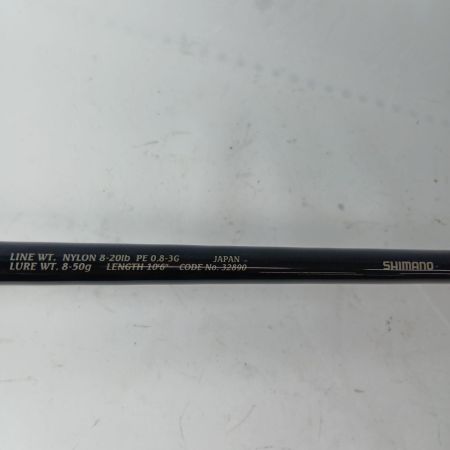 LINE WT. NYLON 8-20lb PE 0.8-3G JAPAN
LURE WT. 8-50g LENGTH 10'6" CODE No. 32890
SHIMANO